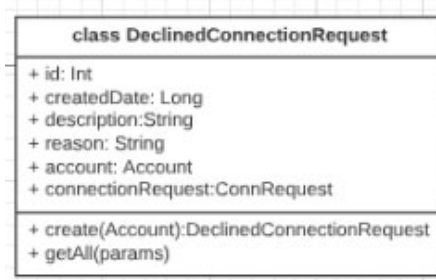 class DeclinedConnectionRequest
+ id: Int
+ createdDate: Long
+ description:String
+ reason: String
+ account: Account
+ connectionRequest:ConnRequest
+ create(Account):DeclinedConnectionRequest
+ getAll(params)